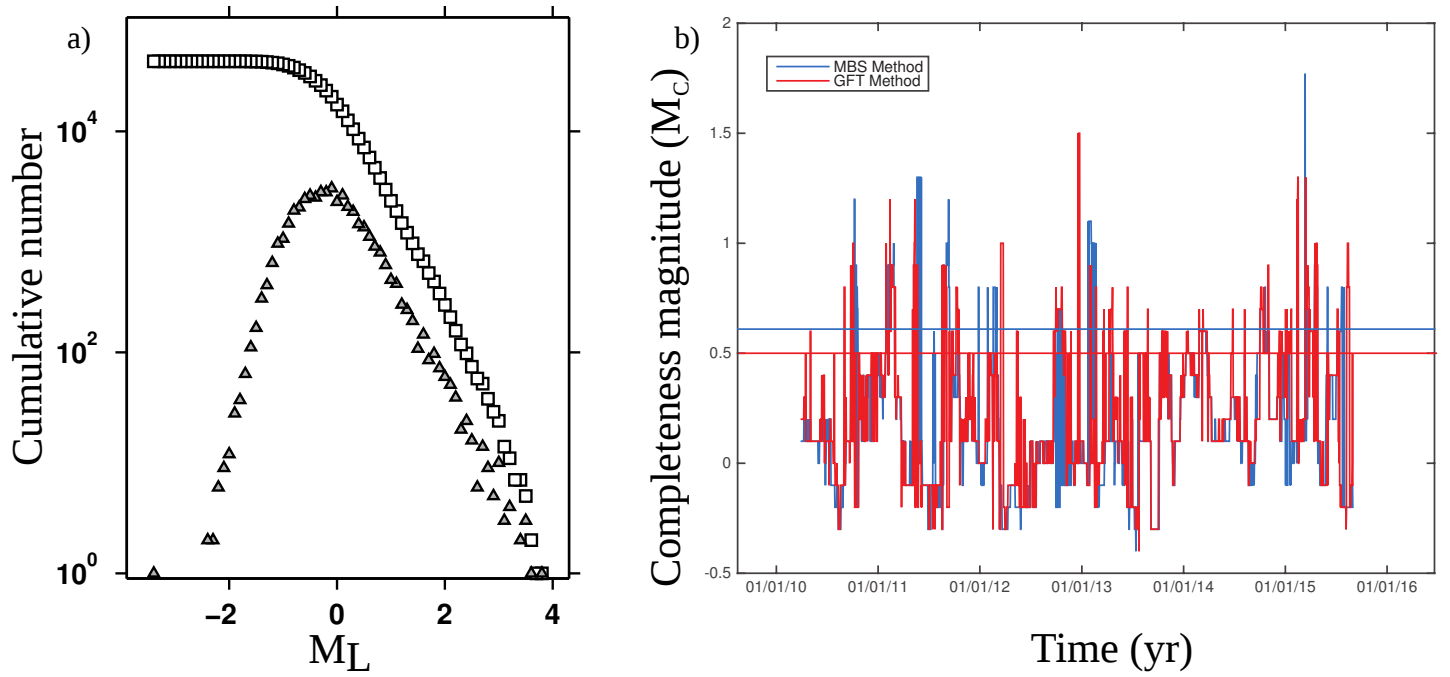 a)
Cumulative number
10^4
10^2
10^0
−2 0 2 4
M_L
b)
Completeness magnitude (M_C)
2
1.5
1
0.5
0
-0.5
MBS Method
GFT Method
01/01/10 01/01/11 01/01/12 01/01/13 01/01/14 01/01/15 01/01/16
Time (yr)